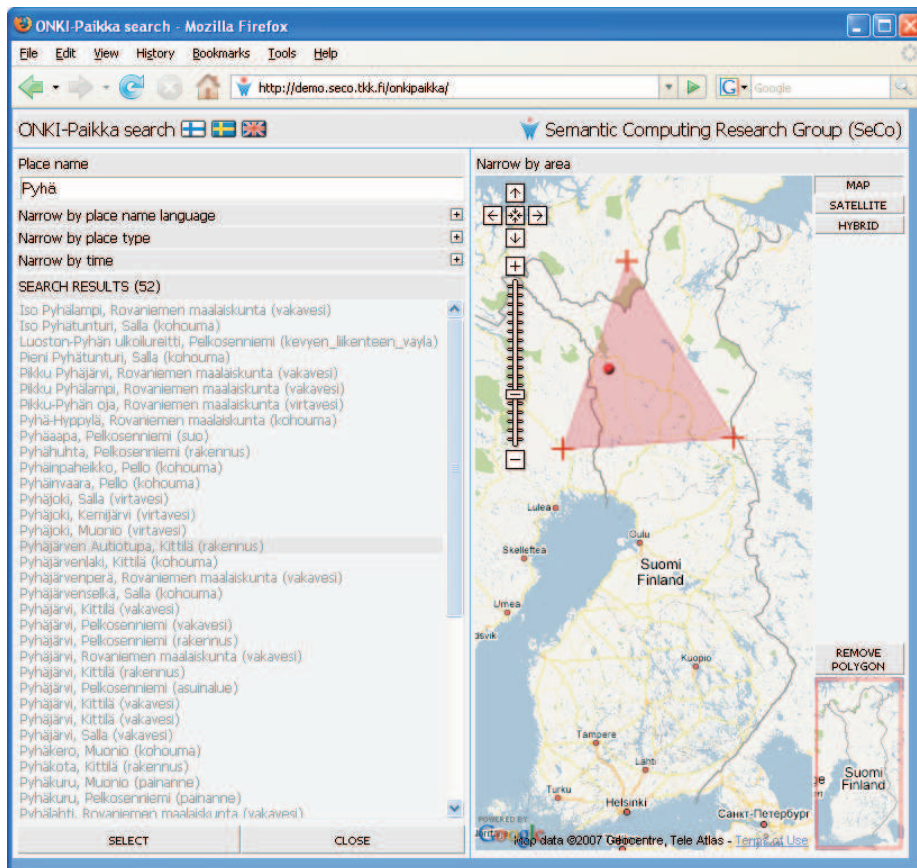 ONKI-Paikka search - Mozilla Firefox
File Edit View History Bookmarks Tools Help
http://demo.seco.tkk.fi/onkipaikka/
G Google
ONKI-Paikka search
Semantic Computing Research Group (SeCo)
Place name
Pyhä
Narrow by place name language
Narrow by place type
Narrow by time
SEARCH RESULTS (52)
Iso Pyhälampi, Rovaniemen maalaiskunta (vakavesi)
Iso Pyhätunturi, Salla (kohouma)
Luoston-Pyhän ulkoilureitti, Pelkosenniemi (kevyen_liikenteen_vayla)
Pieni Pyhätunturi, Salla (kohouma)
Pikku Pyhäjärvi, Rovaniemen maalaiskunta (vakavesi)
Pikku Pyhälampi, Rovaniemen maalaiskunta (vakavesi)
Pikku-Pyhän oja, Rovaniemen maalaiskunta (virtavesi)
Pyhä-Hyppylä, Rovaniemen maalaiskunta (kohouma)
Pyhäaapa, Pelkosenniemi (suo)
Pyhähuhta, Pelkosenniemi (rakennus)
Pyhäinpaheikko, Pello (kohouma)
Pyhäinvaara, Pello (kohouma)
Pyhäjoki, Salla (virtavesi)
Pyhäjoki, Kemijärvi (virtavesi)
Pyhäjoki, Muonio (virtavesi)
Pyhäjärven Autiotupa, Kittilä (rakennus)
Pyhäjärvenlaki, Kittilä (kohouma)
Pyhäjärvenperä, Rovaniemen maalaiskunta (vakavesi)
Pyhäjärvenselkä, Salla (kohouma)
Pyhäjärvi, Kittilä (vakavesi)
Pyhäjärvi, Pelkosenniemi (vakavesi)
Pyhäjärvi, Pelkosenniemi (rakennus)
Pyhäjärvi, Rovaniemen maalaiskunta (vakavesi)
Pyhäjärvi, Kittilä (rakennus)
Pyhäjärvi, Pelkosenniemi (asuinalue)
Pyhäjärvi, Kittilä (vakavesi)
Pyhäjärvi, Kittilä (vakavesi)
Pyhäjärvi, Salla (vakavesi)
Pyhäkero, Muonio (kohouma)
Pyhäkota, Kittilä (rakennus)
Pyhäkuru, Muonio (painanne)
Pyhäkuru, Pelkosenniemi (painanne)
Pyhälahti, Rovaniemen maalaiskunta (vakavesi)
SELECT
CLOSE
Narrow by area
MAP
SATELLITE
HYBRID
Lulea
Oulu
Skelleftea
Suomi
Finland
Umea
dsvik
Kuopio
Tampere
Lahti
Turku
Helsinki
Санкт-Петербург
REMOVE
POLYGON
Suomi
Finland
POWERED BY
Google
Map data ©2007 Geocentre, Tele Atlas - Terms of Use